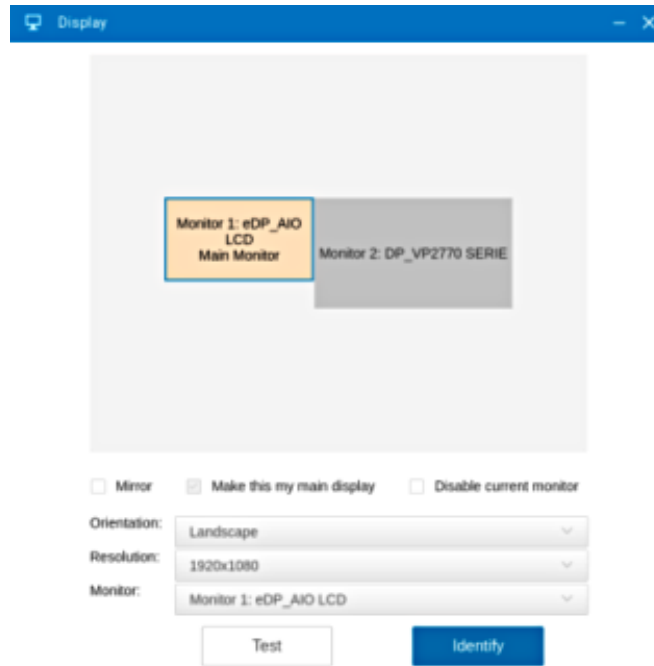 Display
Monitor 1: eDP_AIO
LCD
Main Monitor
Monitor 2: DP_VP2770 SERIE
Mirror
Make this my main display
Disable current monitor
Orientation:
Landscape
Resolution:
1920x1080
Monitor:
Monitor 1: eDP_AIO LCD
Test
Identify